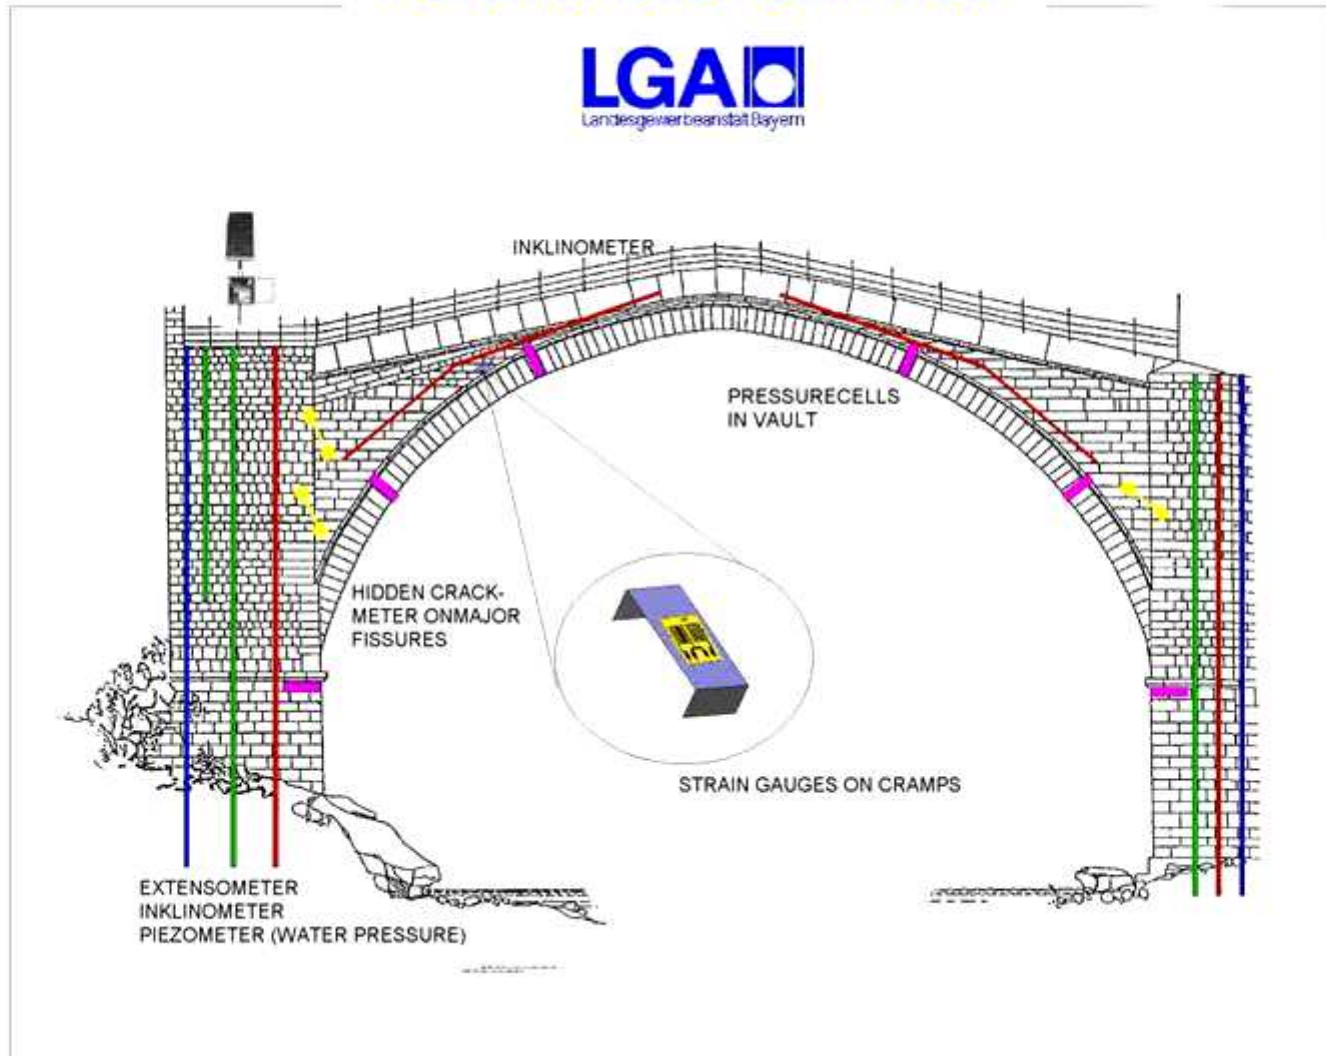 LGA
Landesgewerbeanstalt Bayern
INKLINOMETER
PRESSURECELLS
IN VAULT
HIDDEN CRACK-
METER ONMAJOR
FISSURES
STRAIN GAUGES ON CRAMPS
EXTENSOMETER
INKLINOMETER
PIEZOMETER (WATER PRESSURE)